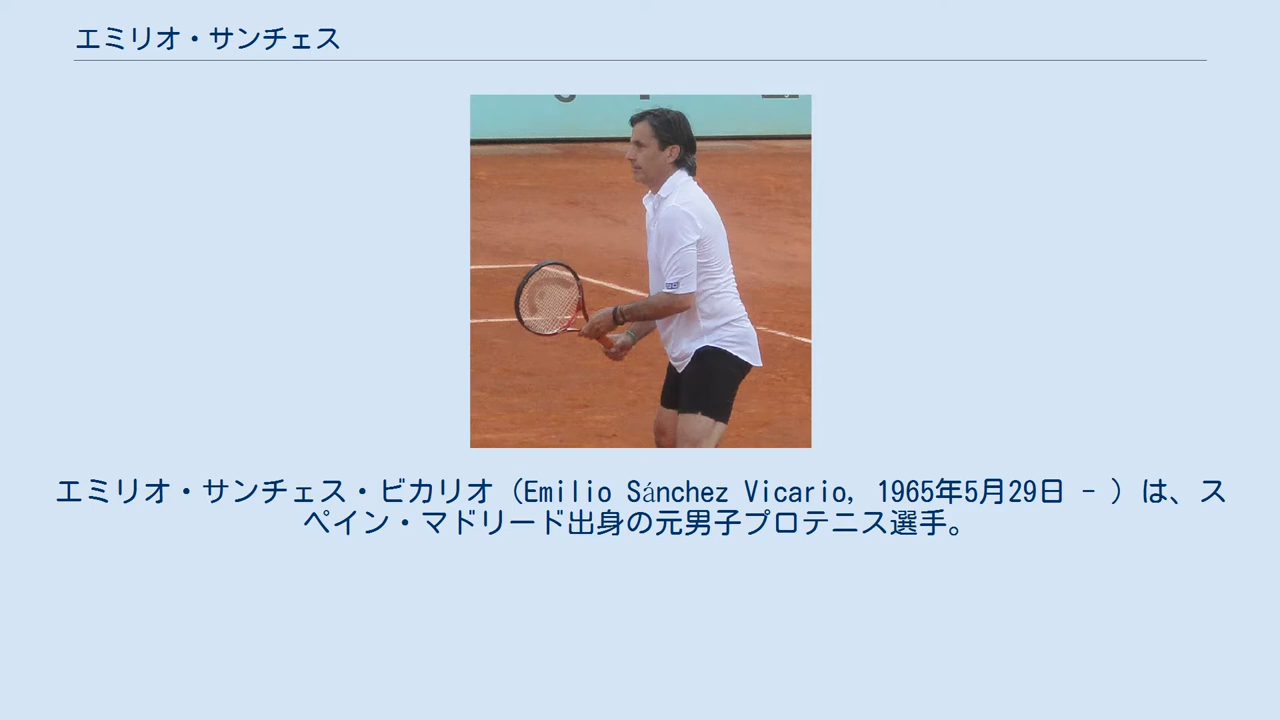 エミリオ・サンチェス
エミリオ・サンチェス・ビカリオ（Emilio Sánchez Vicario, 1965年5月29日 - ）は、ス
ペイン・マドリード出身の元男子プロテニス選手。